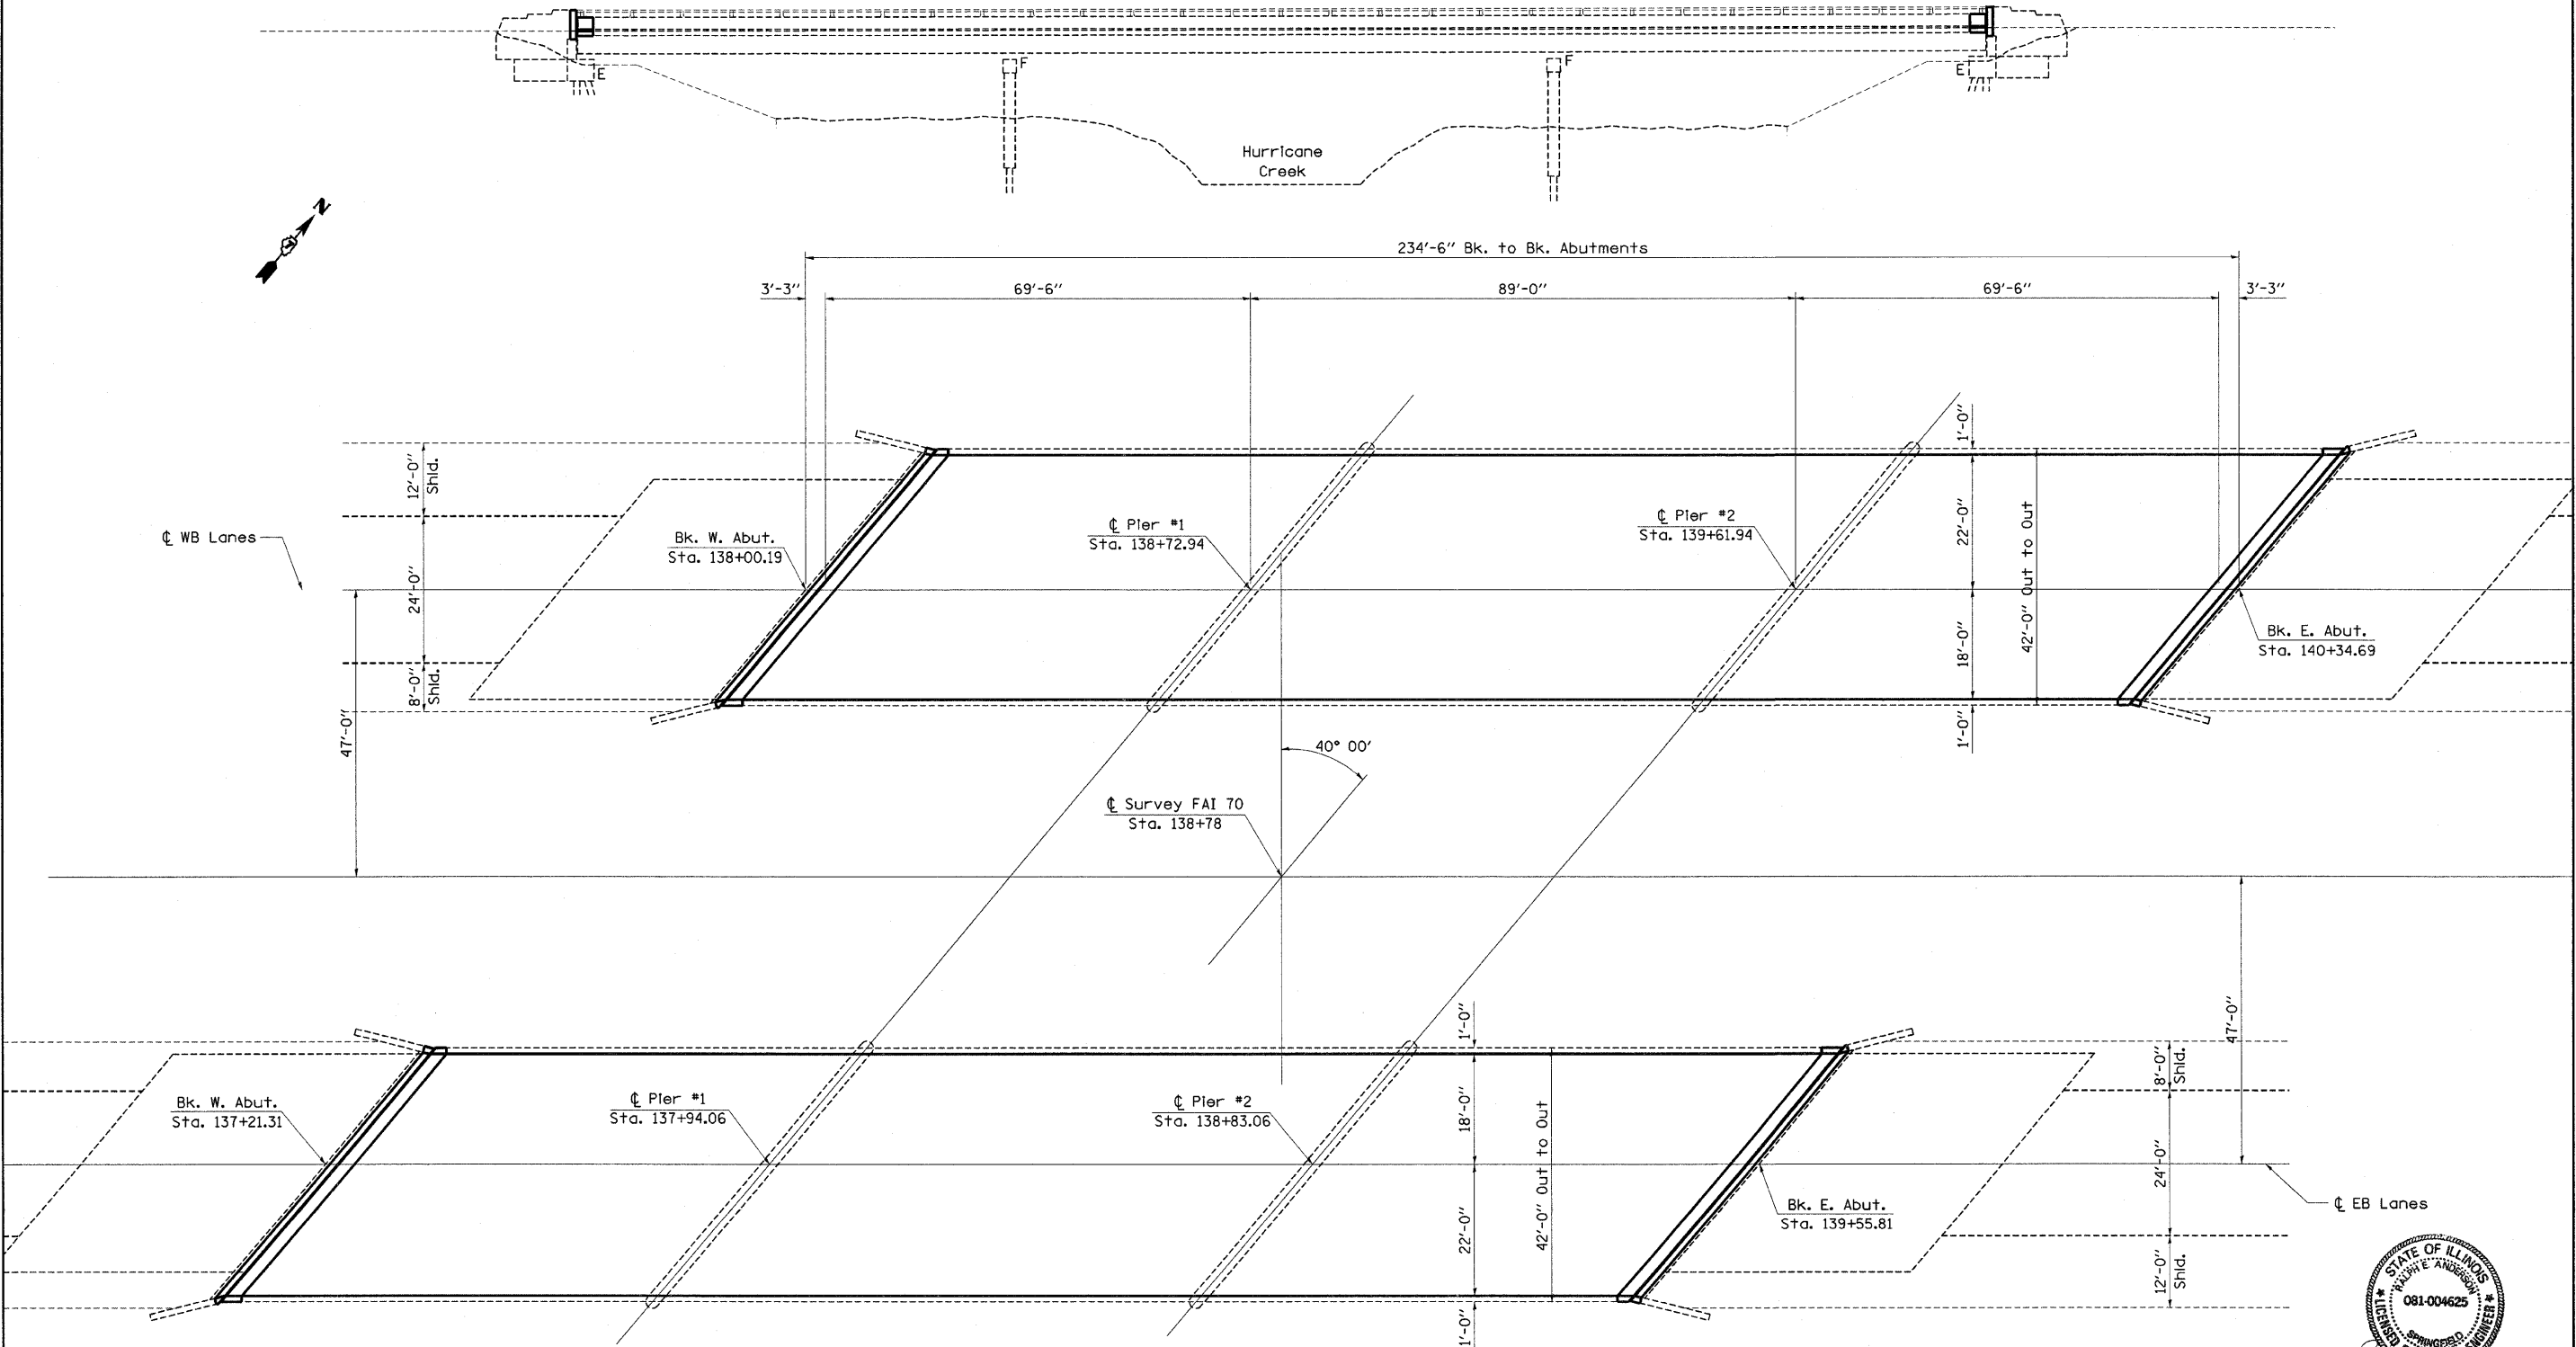 E
F
F
E
Hurricane
Creek
N
234'-6" Bk. to Bk. Abutments
3'-3"
69'-6"
89'-0"
69'-6"
3'-3"
1'-0"
12'-0"
Shld.
℄ WB Lanes
24'-0"
8'-0"
Shld.
47'-0"
Bk. W. Abut.
Sta. 138+00.19
℄ Pier #1
Sta. 138+72.94
℄ Pier #2
Sta. 139+61.94
22'-0"
42'-0" Out to Out
18'-0"
1'-0"
Bk. E. Abut.
Sta. 140+34.69
40° 00'
℄ Survey FAI 70
Sta. 138+78
Bk. W. Abut.
Sta. 137+21.31
℄ Pier #1
Sta. 137+94.06
℄ Pier #2
Sta. 138+83.06
1'-0"
18'-0"
42'-0" Out to Out
22'-0"
1'-0"
Bk. E. Abut.
Sta. 139+55.81
47'-0"
8'-0"
Shld.
24'-0"
12'-0"
Shld.
℄ EB Lanes
STATE OF ILLINOIS
RALPH E. ANDERSON
081-004625
LICENSED
ENGINEER
SPRINGFIELD